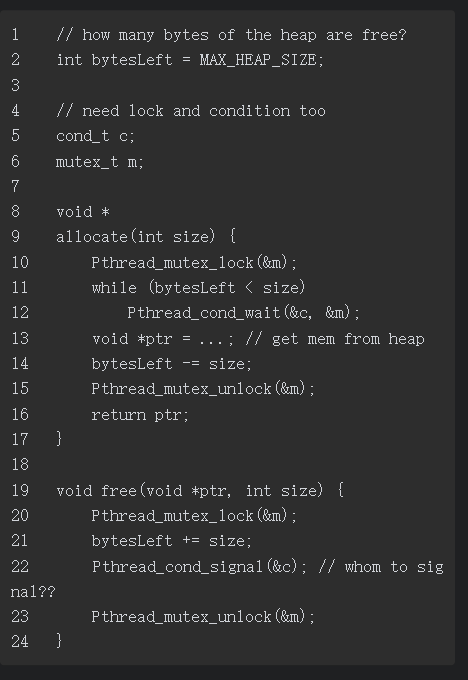 1 // how many bytes of the heap are free?
2 int bytesLeft = MAX_HEAP_SIZE;
3
4 // need lock and condition too
5 cond_t c;
6 mutex_t m;
7
8 void *
9 allocate(int size) {
10 Pthread_mutex_lock(&m);
11 while (bytesLeft < size)
12 Pthread_cond_wait(&c, &m);
13 void *ptr = ...; // get mem from heap
14 bytesLeft -= size;
15 Pthread_mutex_unlock(&m);
16 return ptr;
17 }
18
19 void free(void *ptr, int size) {
20 Pthread_mutex_lock(&m);
21 bytesLeft += size;
22 Pthread_cond_signal(&c); // whom to sig
nal??
23 Pthread_mutex_unlock(&m);
24 }